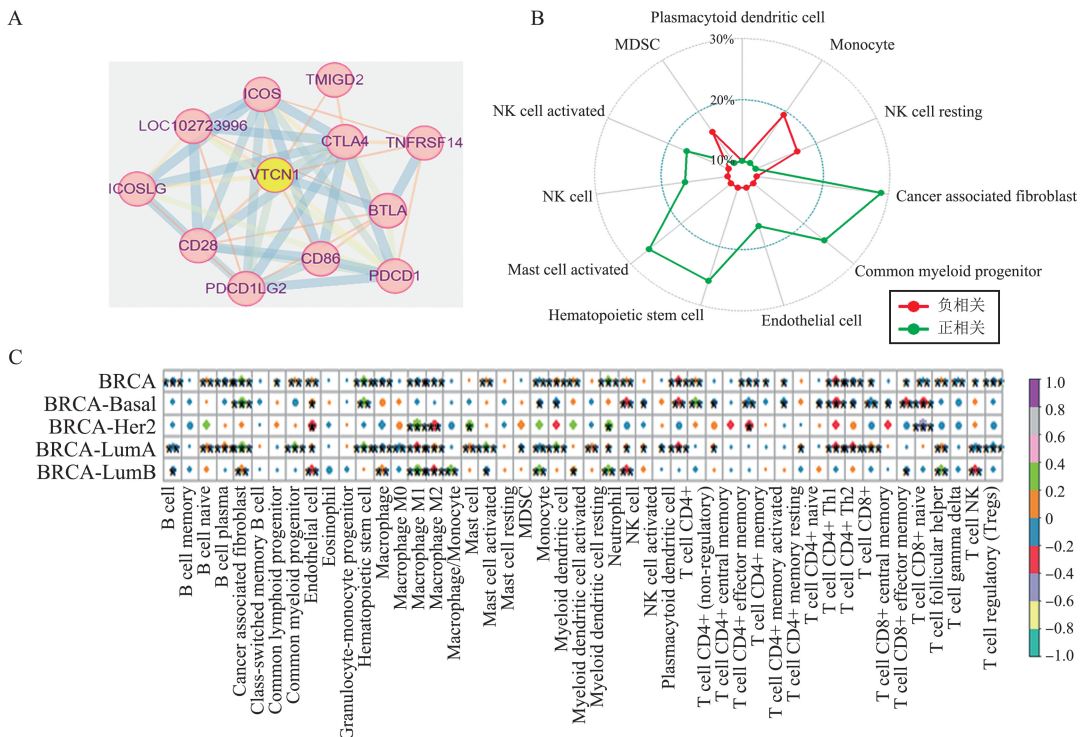 A
TMIGD2
ICOS
LOC102723996
CTLA4
TNFRSF14
VTCN1
ICOSLG
BTLA
CD28
CD86
PDCD1LG2
PDCD1
B
Plasmacytoid dendritic cell
30%
MDSC
Monocyte
20%
NK cell activated
NK cell resting
10%
NK cell
Cancer associated fibroblast
Mast cell activated
Common myeloid progenitor
Hematopoietic stem cell
Endothelial cell
负相关
正相关
C
BRCA
BRCA-Basal
BRCA-Her2
BRCA-LumA
BRCA-LumB
1.0
0.8
0.6
0.4
0.2
0
−0.2
−0.4
−0.6
−0.8
−1.0
B cell
B cell memory
B cell naive
B cell plasma
Cancer associated fibroblast
Class-switched memory B cell
Common lymphoid progenitor
Common myeloid progenitor
Endothelial cell
Eosinophil
Granulocyte-monocyte progenitor
Hematopoietic stem cell
Macrophage
Macrophage M0
Macrophage M1
Macrophage M2
Macrophage/Monocyte
Mast cell
Mast cell activated
Mast cell resting
MDSC
Monocyte
Myeloid dendritic cell
Myeloid dendritic cell activated
Myeloid dendritic cell resting
Neutrophil
NK cell
NK cell activated
NK cell resting
Plasmacytoid dendritic cell
T cell CD4+
T cell CD4+ (non-regulatory)
T cell CD4+ central memory
T cell CD4+ effector memory
T cell CD4+ memory
T cell CD4+ memory activated
T cell CD4+ memory resting
T cell CD4+ naive
T cell CD4+ Th1
T cell CD4+ Th2
T cell CD8+
T cell CD8+ central memory
T cell CD8+ effector memory
T cell CD8+ naive
T cell follicular helper
T cell gamma delta
T cell NK
T cell regulatory (Tregs)